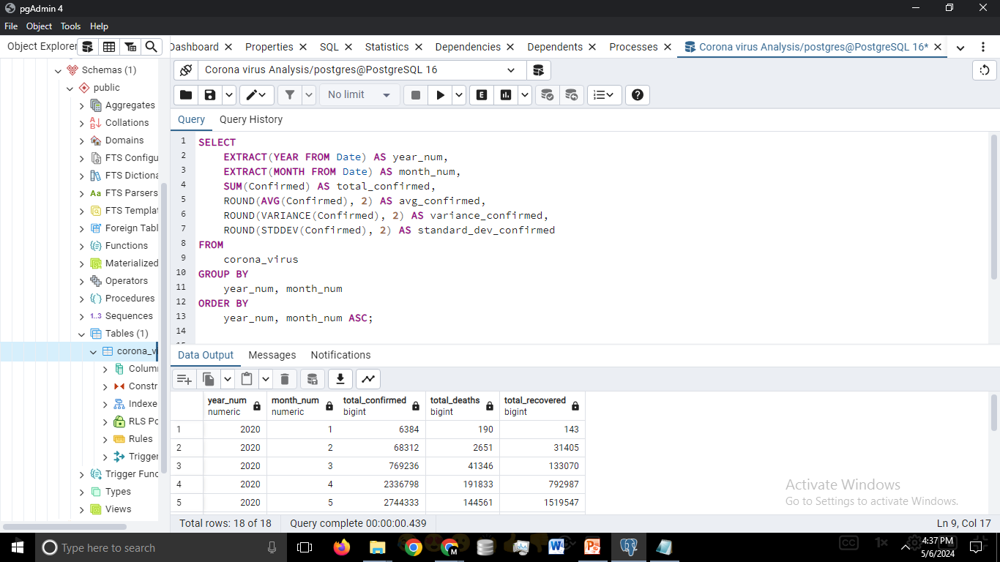 pgAdmin 4
File Object Tools Help
Object Explorer
Dashboard Properties SQL Statistics Dependencies Dependents Processes Corona virus Analysis/postgres@PostgreSQL 16*
Schemas (1)
public
Aggregates
Collations
Domains
FTS Configu
FTS Dictiona
FTS Parsers
FTS Templat
Foreign Tabl
Functions
Materialized
Operators
Procedures
1..3 Sequences
Tables (1)
corona_vi
Colum
Constr
Indexe
RLS Po
Rules
Trigger
Trigger Func
Types
Views
Corona virus Analysis/postgres@PostgreSQL 16
No limit
Query Query History
1 SELECT
2 EXTRACT(YEAR FROM Date) AS year_num,
3 EXTRACT(MONTH FROM Date) AS month_num,
4 SUM(Confirmed) AS total_confirmed,
5 ROUND(AVG(Confirmed), 2) AS avg_confirmed,
6 ROUND(VARIANCE(Confirmed), 2) AS variance_confirmed,
7 ROUND(STDDEV(Confirmed), 2) AS standard_dev_confirmed
8 FROM
9 corona_virus
10 GROUP BY
11 year_num, month_num
12 ORDER BY
13 year_num, month_num ASC;
14
Data Output Messages Notifications
year_num month_num total_confirmed total_deaths total_recovered
numeric numeric bigint bigint bigint
1 2020 1 6384 190 143
2 2020 2 68312 2651 31405
3 2020 3 769236 41346 133070
4 2020 4 2336798 191833 792987
5 2020 5 2744333 144561 1519547
Activate Windows
Go to Settings to activate Windows.
Total rows: 18 of 18 Query complete 00:00:00.439 Ln 9, Col 17
Type here to search
CC 1x 4:37 PM
5/6/2024